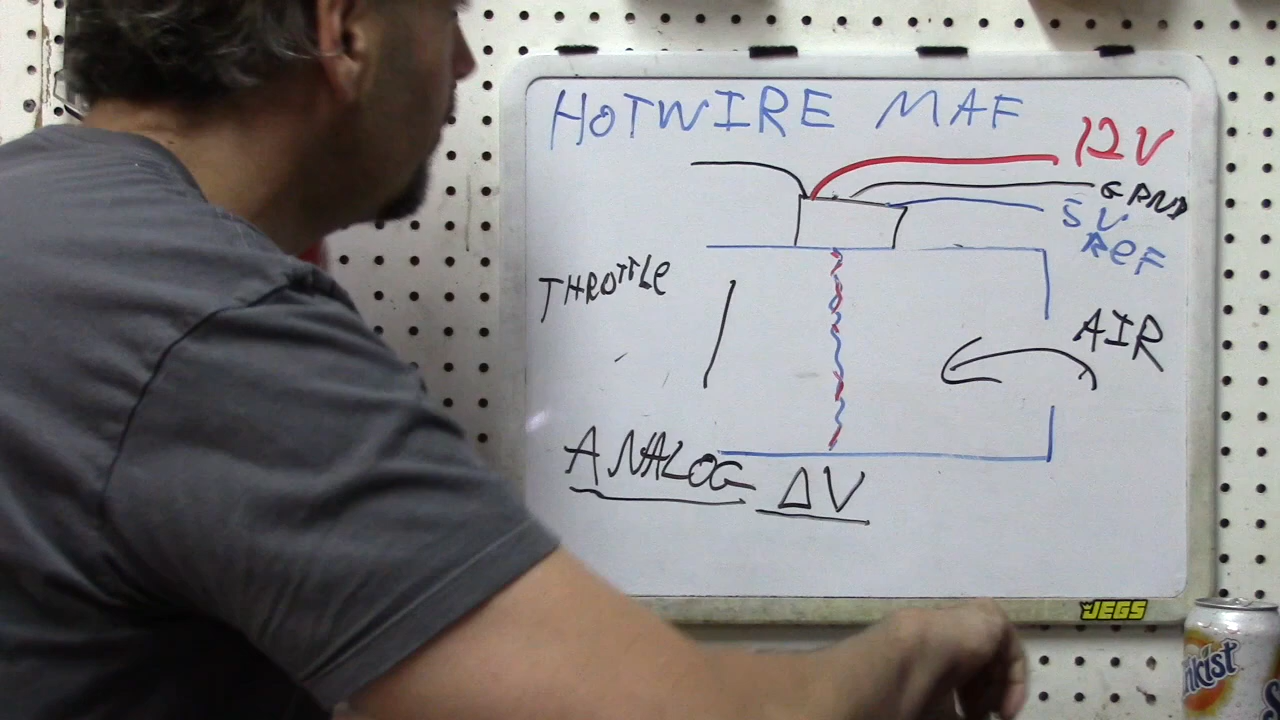 HOTWIRE MAF
12V
GRND
5V
REF
THROTTLE
AIR
ANALOG ΔV
JEGS
nkist